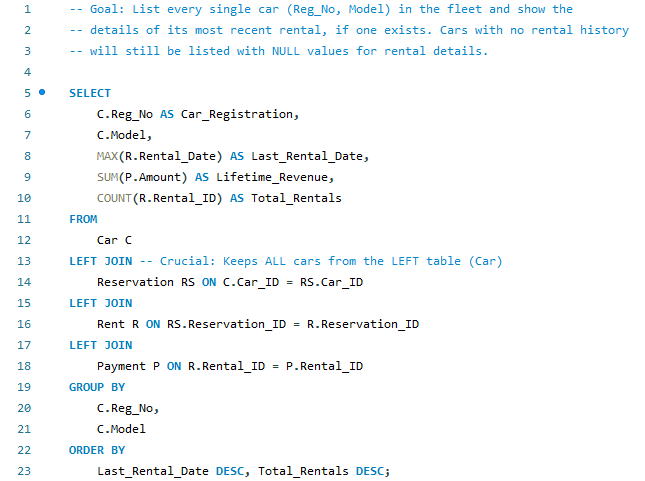 1 -- Goal: List every single car (Reg_No, Model) in the fleet and show the
2 -- details of its most recent rental, if one exists. Cars with no rental history
3 -- will still be listed with NULL values for rental details.
4
5 SELECT
6 C.Reg_No AS Car_Registration,
7 C.Model,
8 MAX(R.Rental_Date) AS Last_Rental_Date,
9 SUM(P.Amount) AS Lifetime_Revenue,
10 COUNT(R.Rental_ID) AS Total_Rentals
11 FROM
12 Car C
13 LEFT JOIN -- Crucial: Keeps ALL cars from the LEFT table (Car)
14 Reservation RS ON C.Car_ID = RS.Car_ID
15 LEFT JOIN
16 Rent R ON RS.Reservation_ID = R.Reservation_ID
17 LEFT JOIN
18 Payment P ON R.Rental_ID = P.Rental_ID
19 GROUP BY
20 C.Reg_No,
21 C.Model
22 ORDER BY
23 Last_Rental_Date DESC, Total_Rentals DESC;